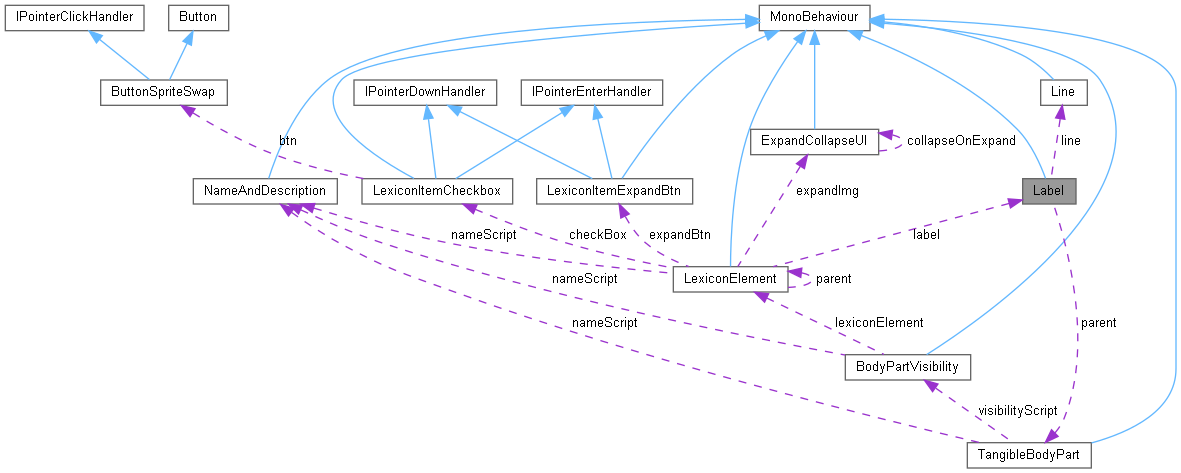 IPointerClickHandler
Button
MonoBehaviour
ButtonSpriteSwap
IPointerDownHandler
IPointerEnterHandler
Line
btn
ExpandCollapseUI
collapseOnExpand
line
NameAndDescription
LexiconItemCheckbox
LexiconItemExpandBtn
expandImg
Label
nameScript
checkBox
expandBtn
label
nameScript
LexiconElement
parent
nameScript
lexiconElement
parent
BodyPartVisibility
visibilityScript
TangibleBodyPart